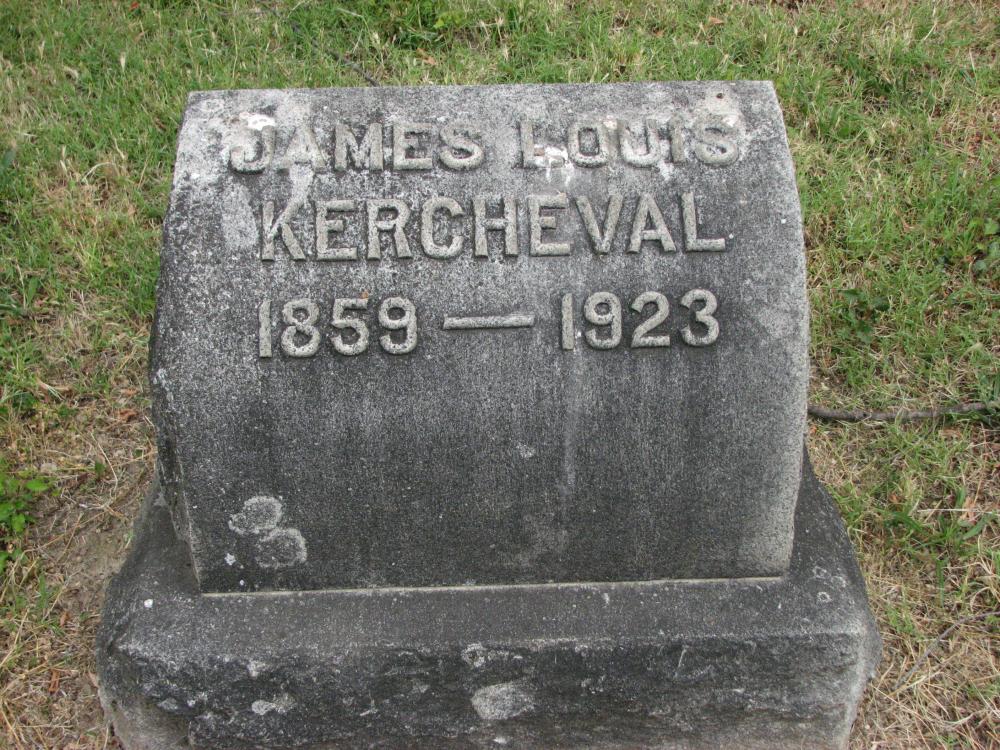 JAMES LOUIS
KERCHEVAL
1859 — 1923